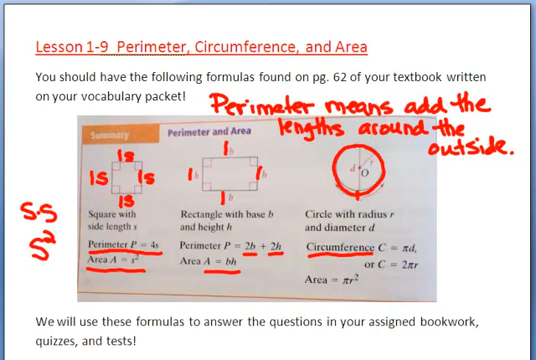 Lesson 1-9 Perimeter, Circumference, and Area
You should have the following formulas found on pg. 62 of your textbook written
on your vocabulary packet!
Perimeter means add the
lengths around the
outside.
Summary
Perimeter and Area
1s
1s
1s
1s
1b
1h
1h
1b
d
r
O
s.s
s²
Square with
side length s
Perimeter P = 4s
Area A = s²
Rectangle with base b
and height h
Perimeter P = 2b + 2h
Area A = bh
Circle with radius r
and diameter d
Circumference C = πd,
or C = 2πr
Area = πr²
We will use these formulas to answer the questions in your assigned bookwork,
quizzes, and tests!